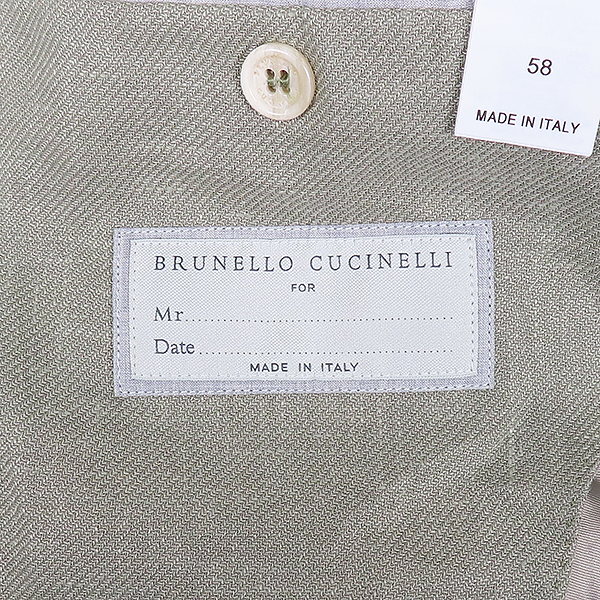 58
MADE IN ITALY
BRUNELLO CUCINELLI
FOR
Mr..............................................
Date............................................
MADE IN ITALY